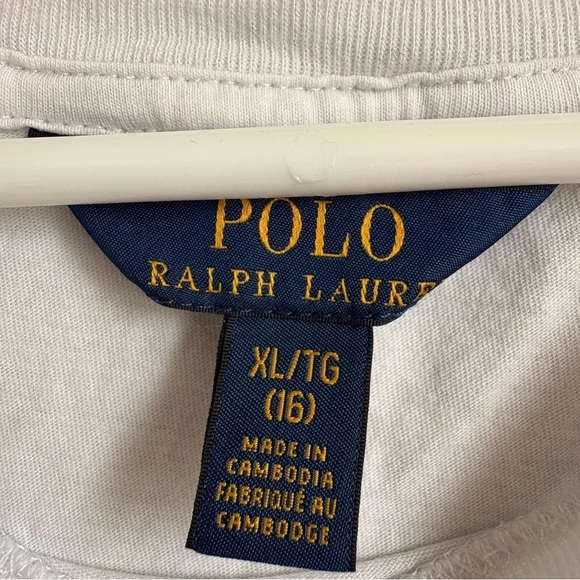 POLO
RALPH LAURE
XL/TG
(16)
MADE IN
CAMBODIA
FABRIQUÉ AU
CAMBODGE